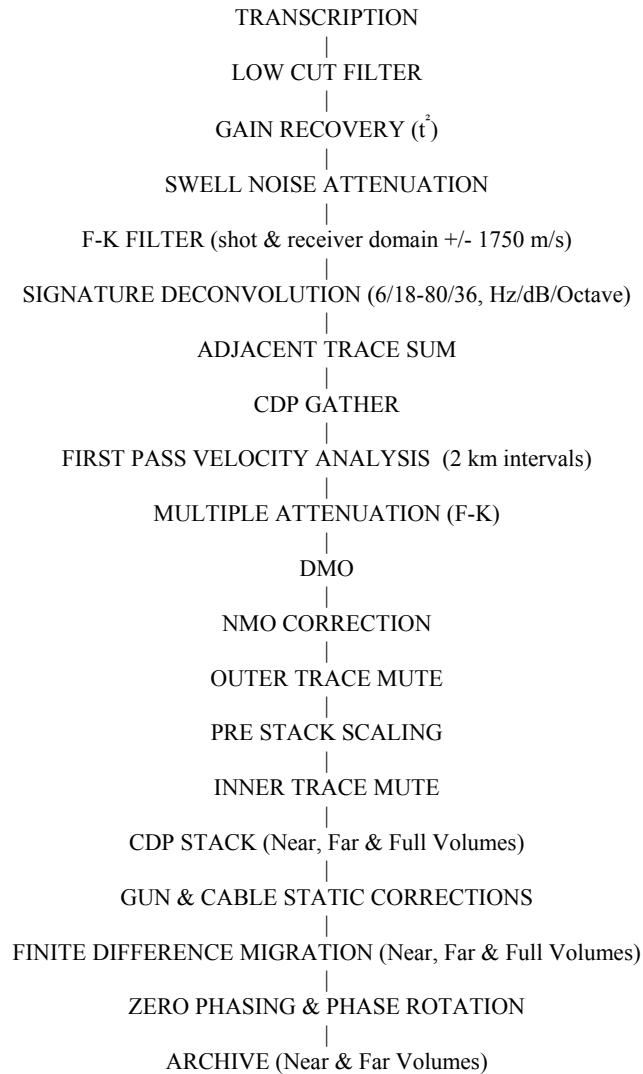 TRANSCRIPTION
LOW CUT FILTER
GAIN RECOVERY (t²)
SWELL NOISE ATTENUATION
F-K FILTER (shot & receiver domain +/- 1750 m/s)
SIGNATURE DECONVOLUTION (6/18-80/36, Hz/dB/Octave)
ADJACENT TRACE SUM
CDP GATHER
FIRST PASS VELOCITY ANALYSIS (2 km intervals)
MULTIPLE ATTENUATION (F-K)
DMO
NMO CORRECTION
OUTER TRACE MUTE
PRE STACK SCALING
INNER TRACE MUTE
CDP STACK (Near, Far & Full Volumes)
GUN & CABLE STATIC CORRECTIONS
FINITE DIFFERENCE MIGRATION (Near, Far & Full Volumes)
ZERO PHASING & PHASE ROTATION
ARCHIVE (Near & Far Volumes)